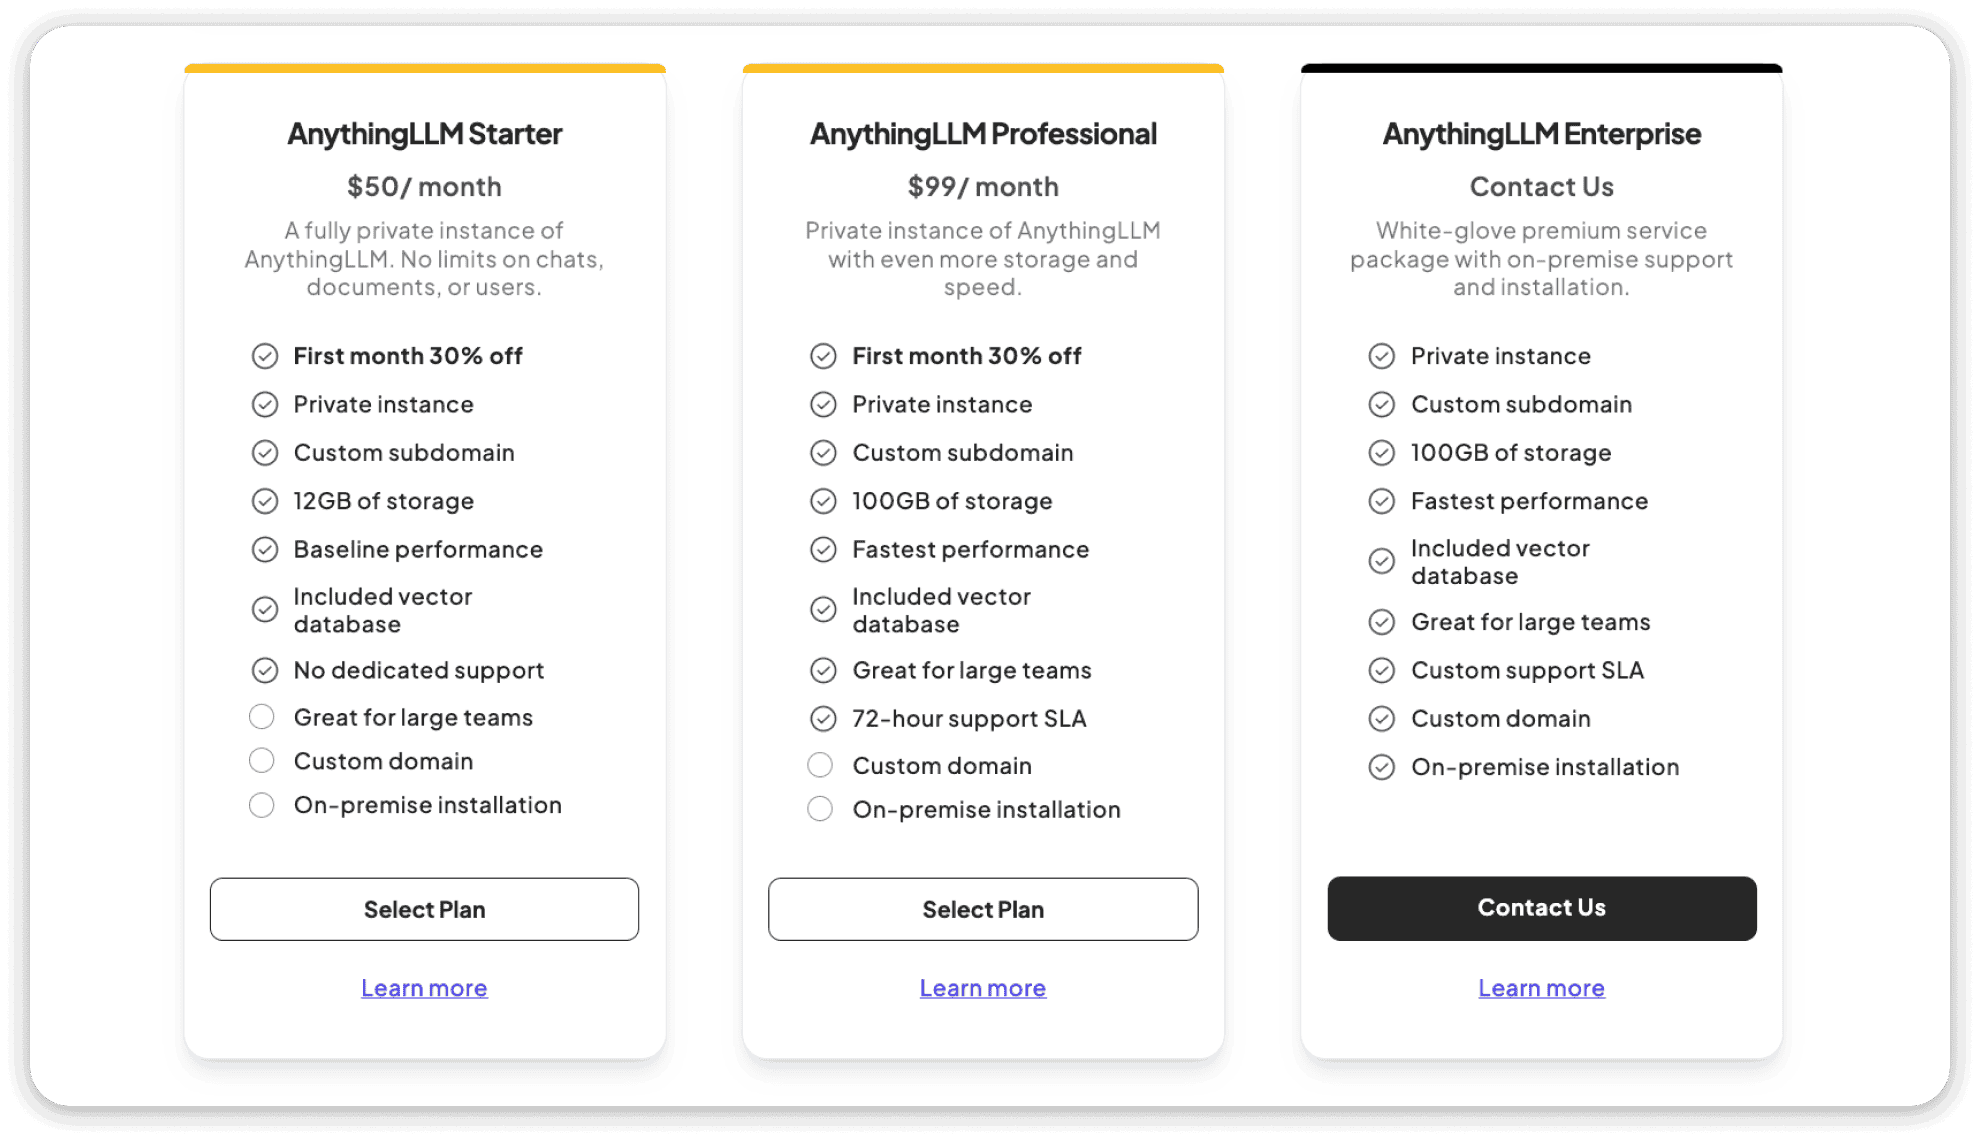 AnythingLLM Starter
$50/ month
A fully private instance of
AnythingLLM. No limits on chats,
documents, or users.
First month 30% off
Private instance
Custom subdomain
12GB of storage
Baseline performance
Included vector
database
No dedicated support
Great for large teams
Custom domain
On-premise installation
Select Plan
Learn more
AnythingLLM Professional
$99/ month
Private instance of AnythingLLM
with even more storage and
speed.
First month 30% off
Private instance
Custom subdomain
100GB of storage
Fastest performance
Included vector
database
Great for large teams
72-hour support SLA
Custom domain
On-premise installation
Select Plan
Learn more
AnythingLLM Enterprise
Contact Us
White-glove premium service
package with on-premise support
and installation.
Private instance
Custom subdomain
100GB of storage
Fastest performance
Included vector
database
Great for large teams
Custom support SLA
Custom domain
On-premise installation
Contact Us
Learn more